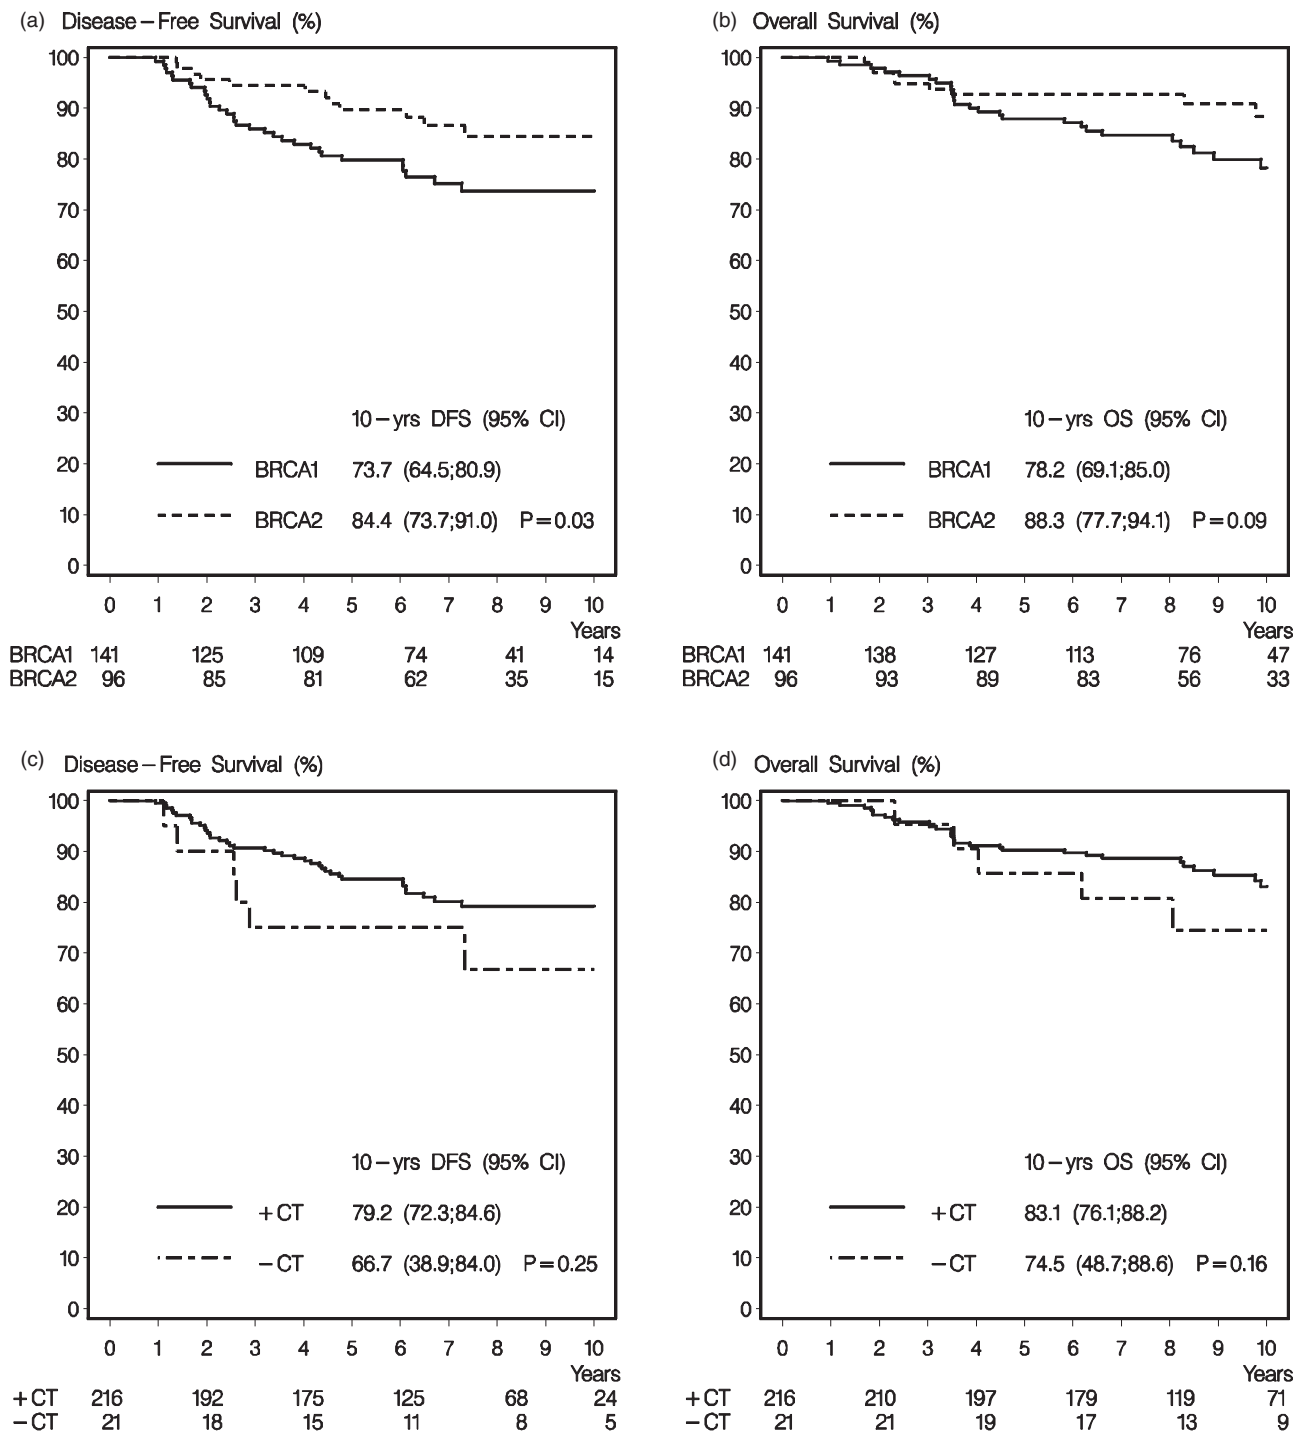 (a) Disease–Free Survival (%)
100
90
80
70
60
50
40
30
20
10
0
10–yrs DFS (95% CI)
BRCA1 73.7 (64.5;80.9)
BRCA2 84.4 (73.7;91.0) P=0.03
0 1 2 3 4 5 6 7 8 9 10
Years
BRCA1 141 125 109 74 41 14
BRCA2 96 85 81 62 35 15
(b) Overall Survival (%)
100
90
80
70
60
50
40
30
20
10
0
10–yrs OS (95% CI)
BRCA1 78.2 (69.1;85.0)
BRCA2 88.3 (77.7;94.1) P=0.09
0 1 2 3 4 5 6 7 8 9 10
Years
BRCA1 141 138 127 113 76 47
BRCA2 96 93 89 83 56 33
(c) Disease–Free Survival (%)
100
90
80
70
60
50
40
30
20
10
0
10–yrs DFS (95% CI)
+CT 79.2 (72.3;84.6)
–CT 66.7 (38.9;84.0) P=0.25
0 1 2 3 4 5 6 7 8 9 10
Years
+CT 216 192 175 125 68 24
–CT 21 18 15 11 8 5
(d) Overall Survival (%)
100
90
80
70
60
50
40
30
20
10
0
10–yrs OS (95% CI)
+CT 83.1 (76.1;88.2)
–CT 74.5 (48.7;88.6) P=0.16
0 1 2 3 4 5 6 7 8 9 10
Years
+CT 216 210 197 179 119 71
–CT 21 21 19 17 13 9